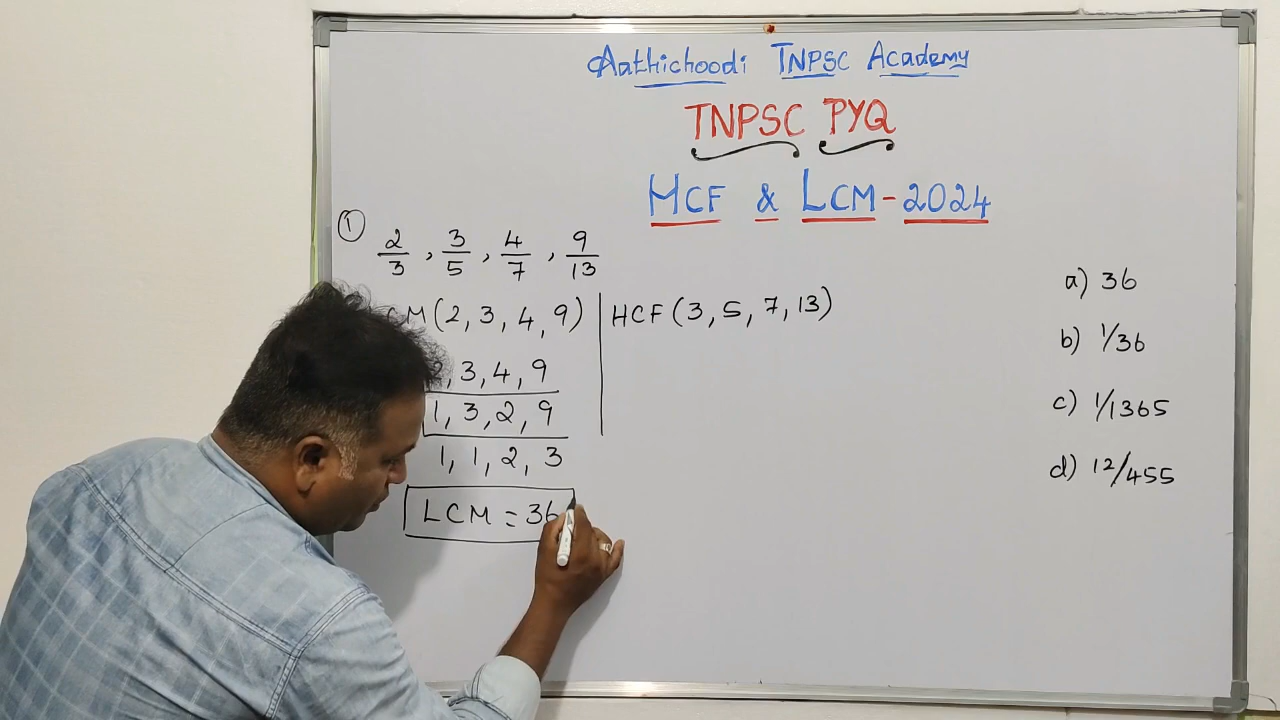 Aathichoodi TNPSC Academy
TNPSC PYQ
HCF & LCM-2024
① 2/3, 3/5, 4/7, 9/13
CM(2, 3, 4, 9)
HCF(3, 5, 7, 13)
2, 3, 4, 9
1, 3, 2, 9
1, 1, 2, 3
LCM = 36
a) 36
b) 1/36
c) 1/1365
d) 12/455